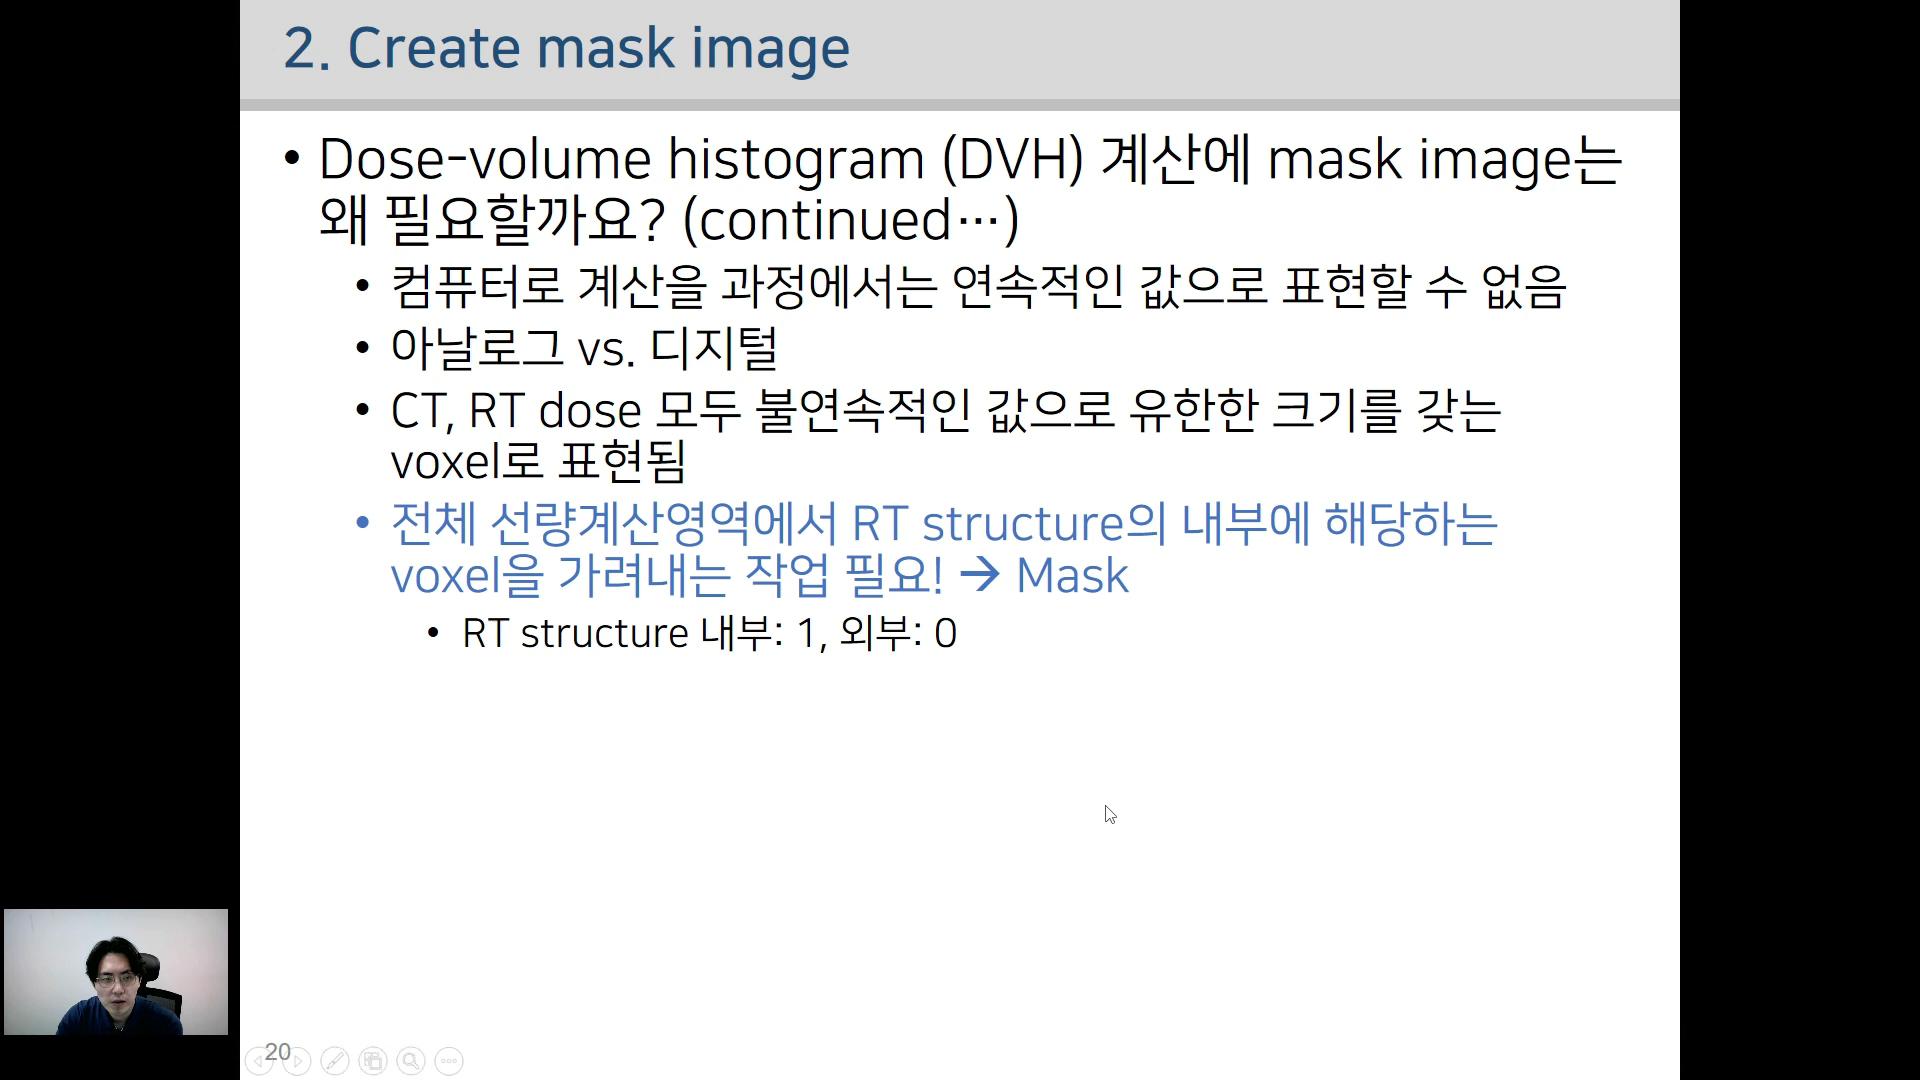 2. Create mask image
• Dose-volume histogram (DVH) 계산에 mask image는
왜 필요할까요? (continued…)
• 컴퓨터로 계산을 과정에서는 연속적인 값으로 표현할 수 없음
• 아날로그 vs. 디지털
• CT, RT dose 모두 불연속적인 값으로 유한한 크기를 갖는
voxel로 표현됨
• 전체 선량계산영역에서 RT structure의 내부에 해당하는
voxel을 가려내는 작업 필요! → Mask
• RT structure 내부: 1, 외부: 0
20